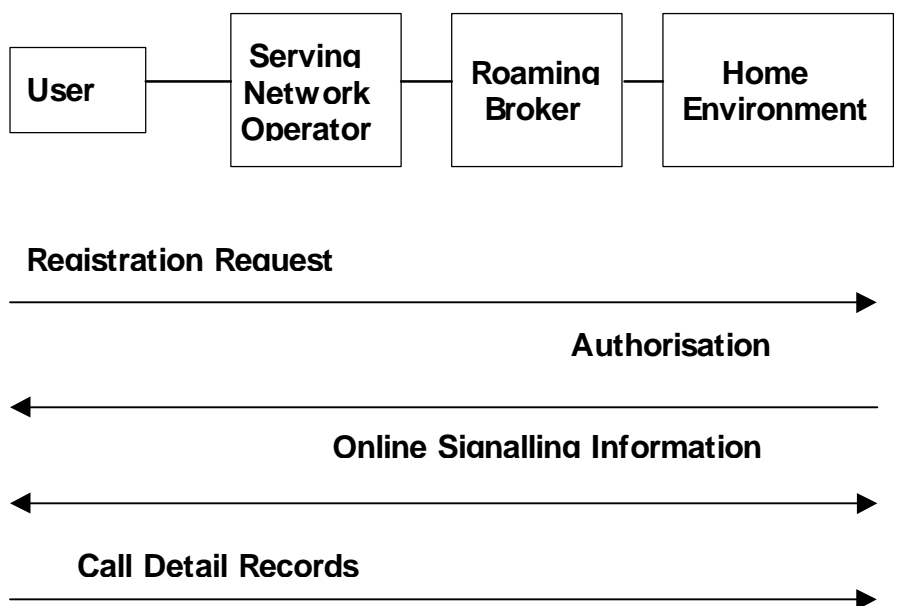 User
Serving
Network
Operator
Roaming
Broker
Home
Environment
Registration Request
Authorisation
Online Signalling Information
Call Detail Records